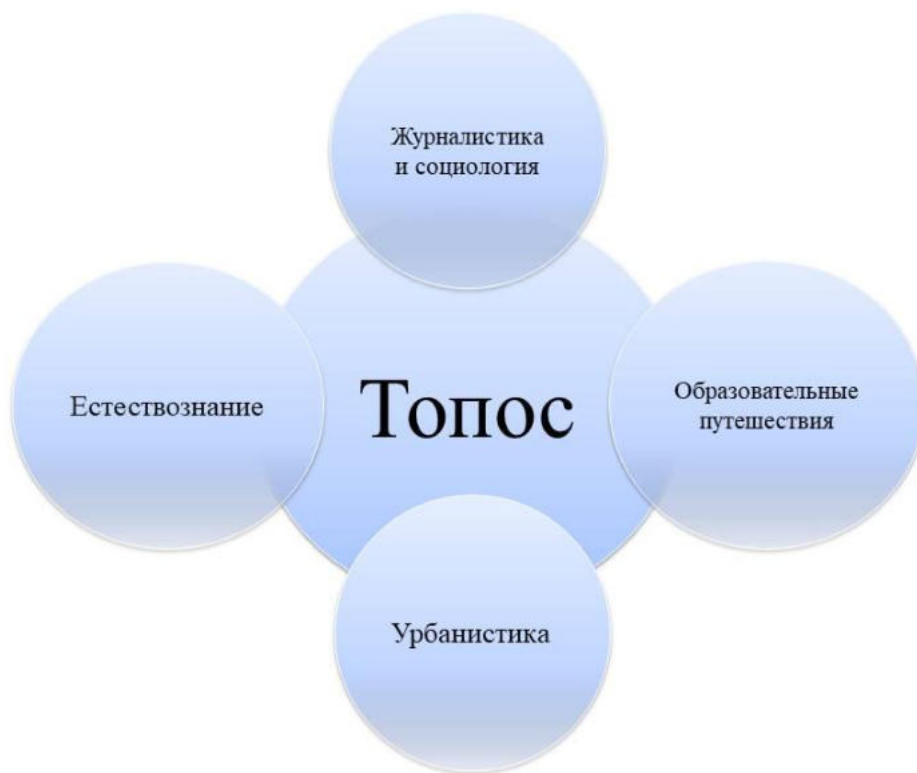 Журналистика
и социология
Естествознание
Топос
Образовательные
путешествия
Урбанистика